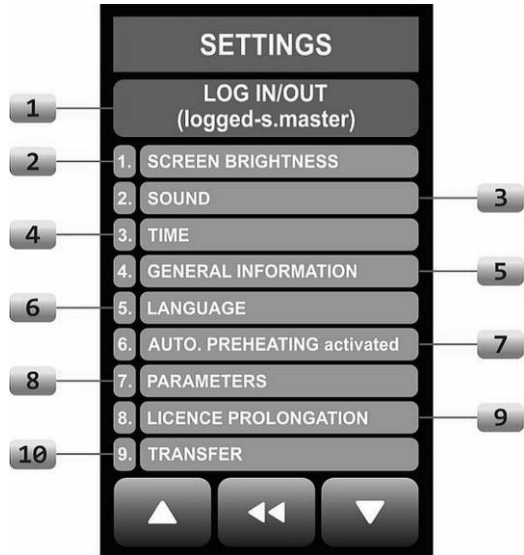 SETTINGS
LOG IN/OUT
(logged-s.master)
1
2
1. SCREEN BRIGHTNESS
2. SOUND
3
4
3. TIME
4. GENERAL INFORMATION
5
6
5. LANGUAGE
6. AUTO. PREHEATING activated
7
8
7. PARAMETERS
8. LICENCE PROLONGATION
9
10
9. TRANSFER